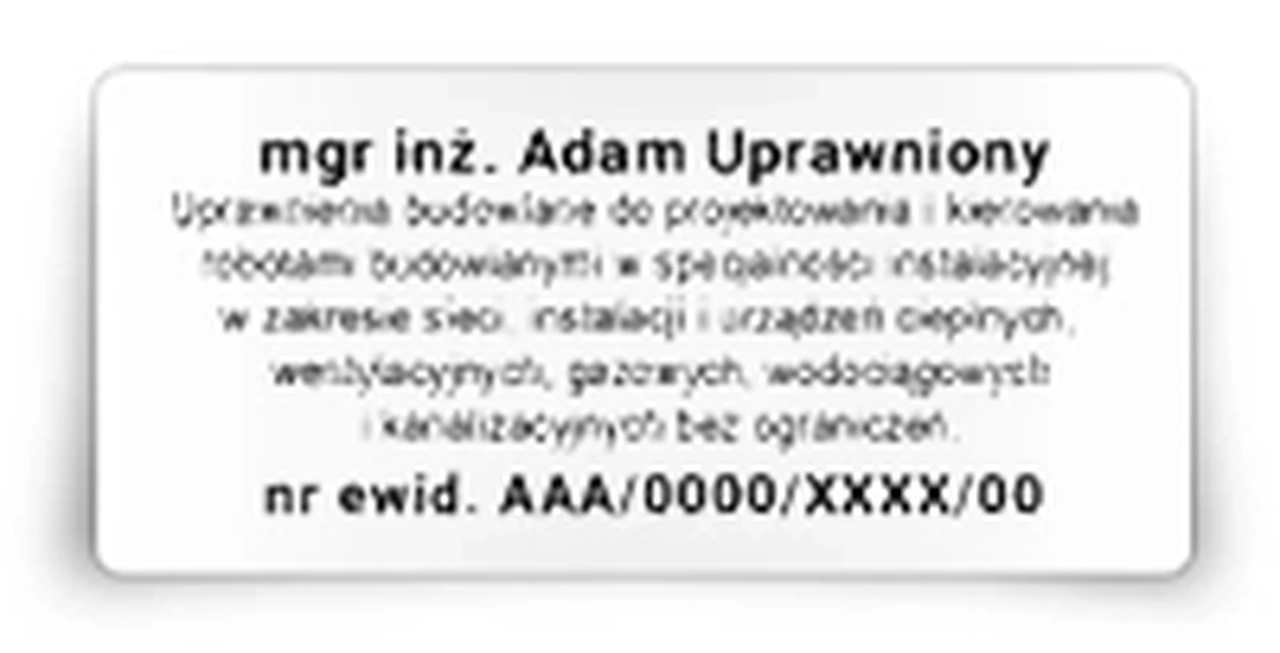 mgr inż. Adam Uprawniony
Uprawnienia budowlane do projektowania i kierowania
robotami budowlanymi w specjalności instalacyjnej
w zakresie sieci, instalacji i urządzeń cieplnych,
wentylacyjnych, gazowych, wodociągowych
i kanalizacyjnych bez ograniczeń.
nr ewid. AAA/0000/XXXX/00